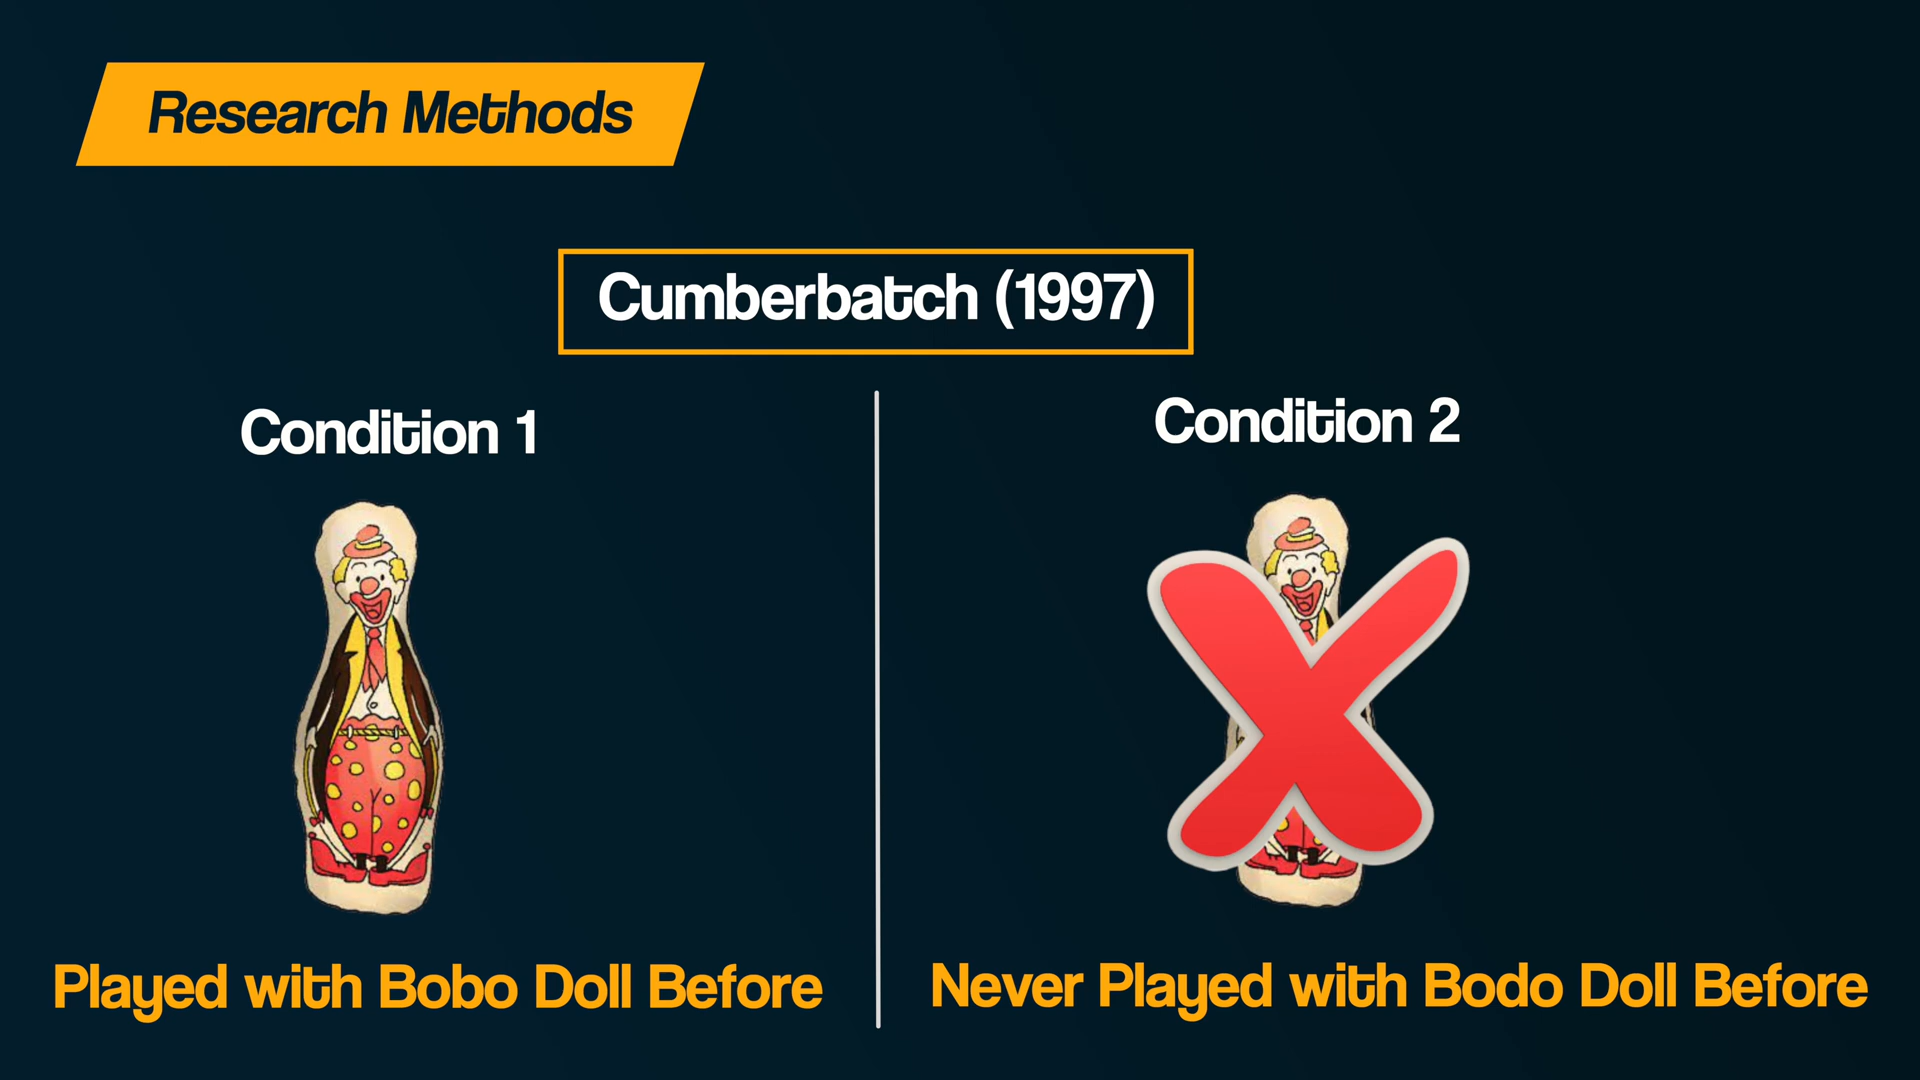 Research Methods
Cumberbatch (1997)
Condition 1
Condition 2
Played with Bobo Doll Before
Never Played with Bodo Doll Before